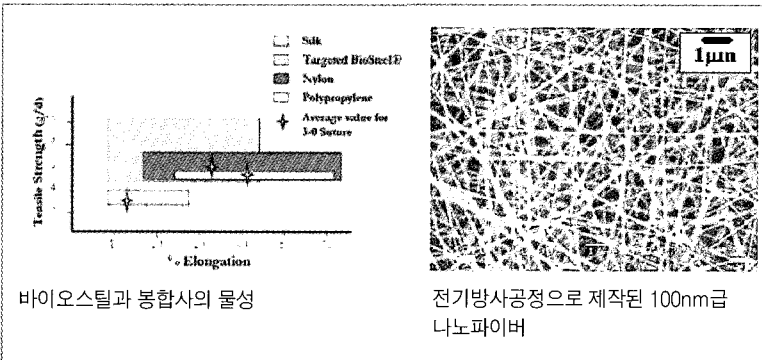 Silk
Targeted BioSteel®
Nylon
Polypropylene
Average value for
3-0 Suture
Tensile Strength (g/d)
% Elongation
1μm
바이오스틸과 봉합사의 물성
전기방사공정으로 제작된 100nm급
나노파이버